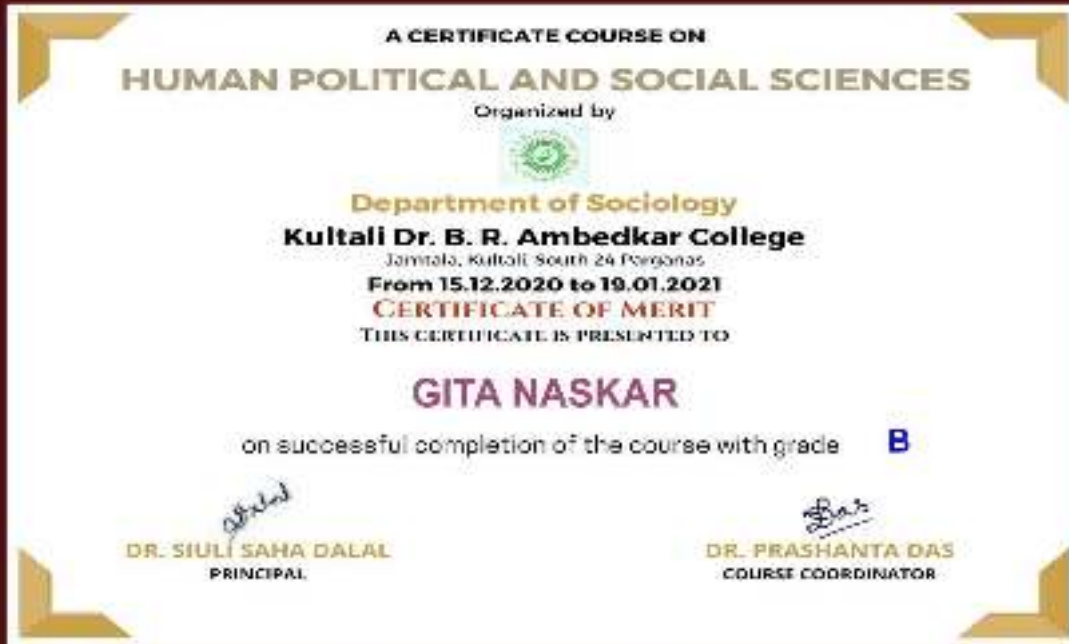 A CERTIFICATE COURSE ON
HUMAN POLITICAL AND SOCIAL SCIENCES
Organized by
Department of Sociology
Kultali Dr. B. R. Ambedkar College
Jamtala, Kultali, South 24 Parganas
From 15.12.2020 to 19.01.2021
CERTIFICATE OF MERIT
THIS CERTIFICATE IS PRESENTED TO
GITA NASKAR
on successful completion of the course with grade B
Das
DR. SIULI SAHA DALAL
PRINCIPAL
DR. PRASHANTA DAS
COURSE COORDINATOR